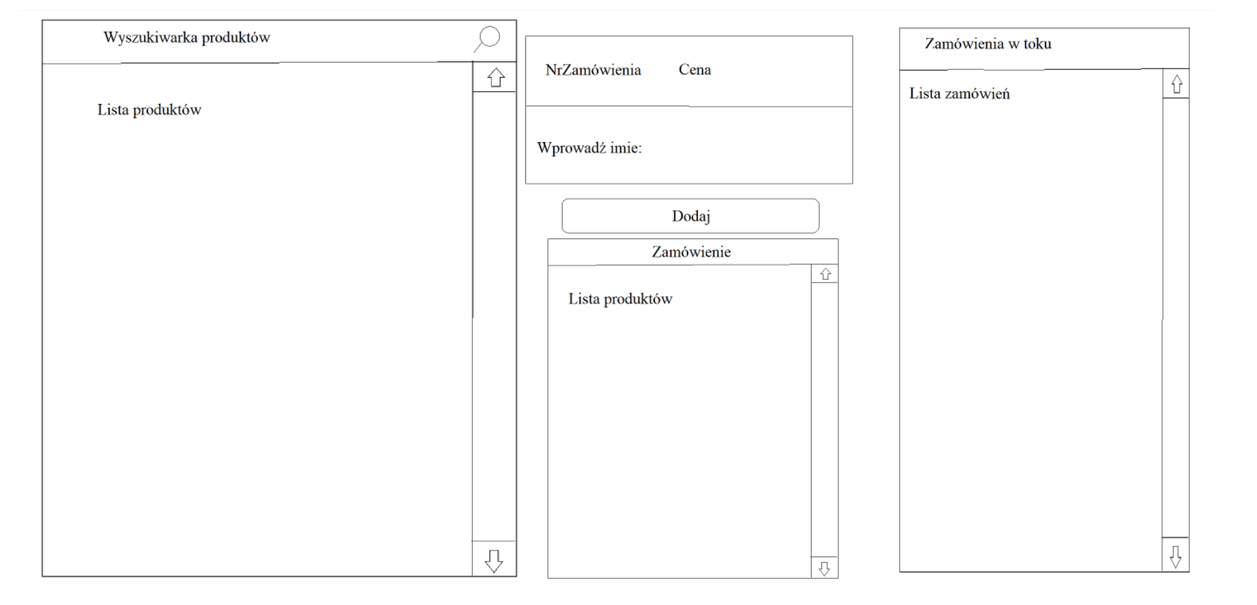 Wyszukiwarka produktów
Lista produktów
NrZamówienia Cena
Wprowadź imie:
Dodaj
Zamówienie
Lista produktów
Zamówienia w toku
Lista zamówień